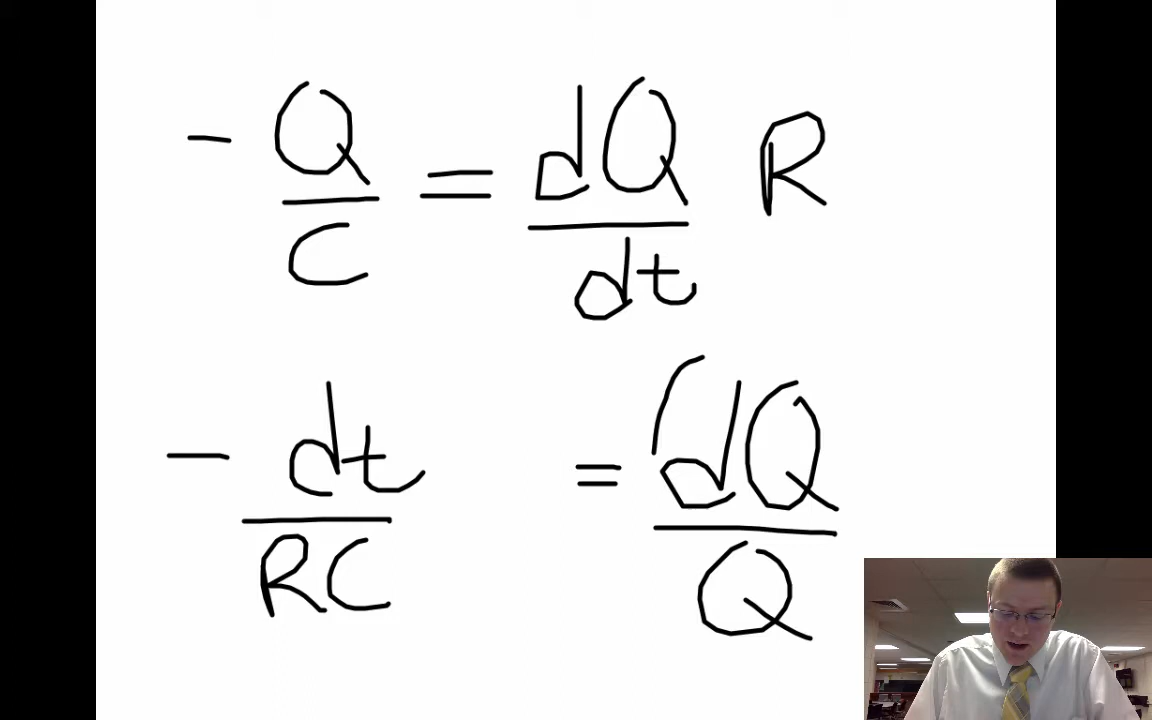 - Q/C = dQ/dt R
- dt/RC = dQ/Q